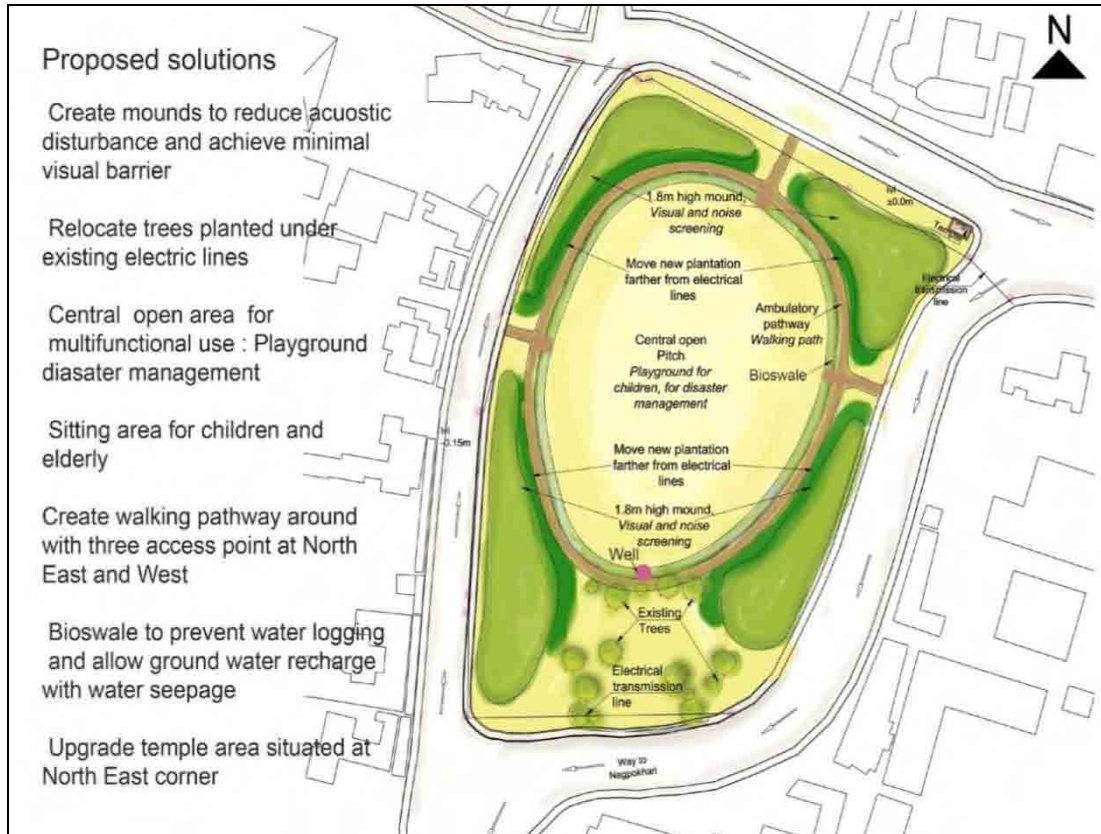 Proposed solutions
Create mounds to reduce acuostic
disturbance and achieve minimal
visual barrier
Relocate trees planted under
existing electric lines
Central open area for
multifunctional use : Playground
diasater management
Sitting area for children and
elderly
Create walking pathway around
with three access point at North
East and West
Bioswale to prevent water logging
and allow ground water recharge
with water seepage
Upgrade temple area situated at
North East corner
N
1.8m high mound,
Visual and noise
screening
lvl
±0.0m
Temple
Move new plantation
farther from electrical
lines
Electrical
transmission
line
Ambulatory
pathway
Walking path
Central open
Pitch
Playground for
children, for disaster
management
Bioswale
lvl
-0.15m
Move new plantation
farther from electrical
lines
1.8m high mound,
Visual and noise
screening
Well
Existing
Trees
Electrical
transmission
line
Way to
Nagpokhari